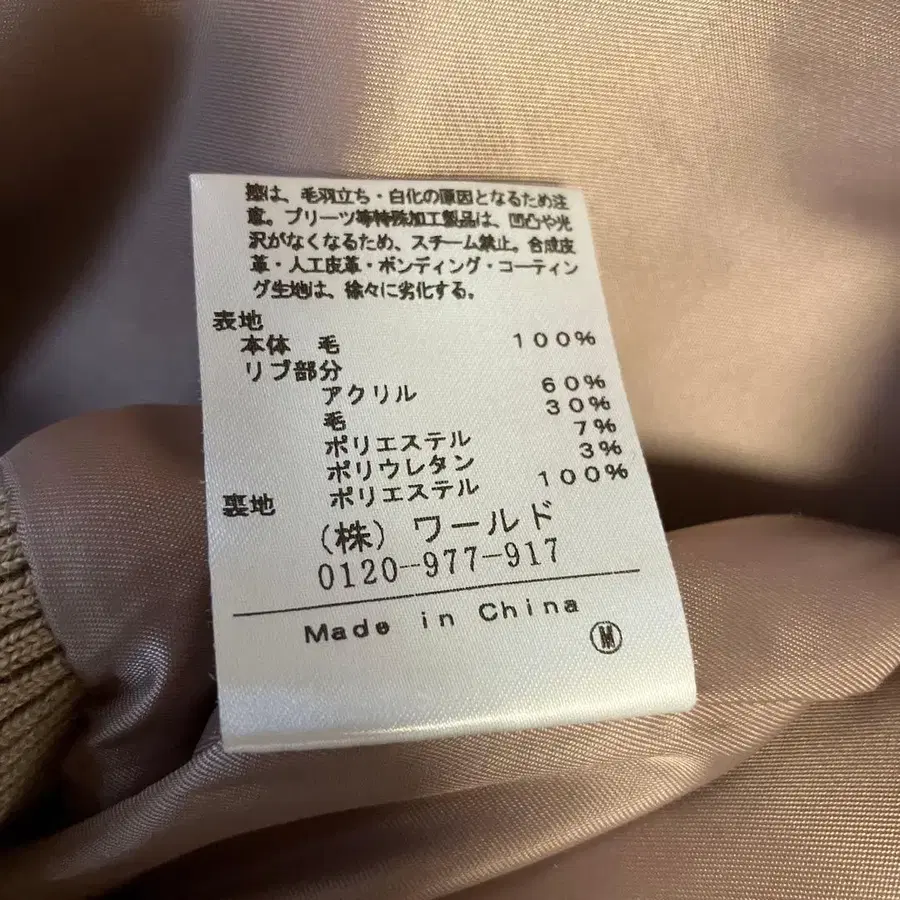 擦は、毛羽立ち・白化の原因となるため注
意。プリーツ等特殊加工製品は、凹凸や光
沢がなくなるため、スチーム禁止。合成皮
革・人工皮革・ボンディング・コーティン
グ生地は、徐々に劣化する。
表地
本体 毛 100%
リブ部分
アクリル 60%
毛 30%
ポリエステル 7%
ポリウレタン 3%
裏地 ポリエステル 100%
(株) ワールド
0120-977-917
Made in China
Ⓜ